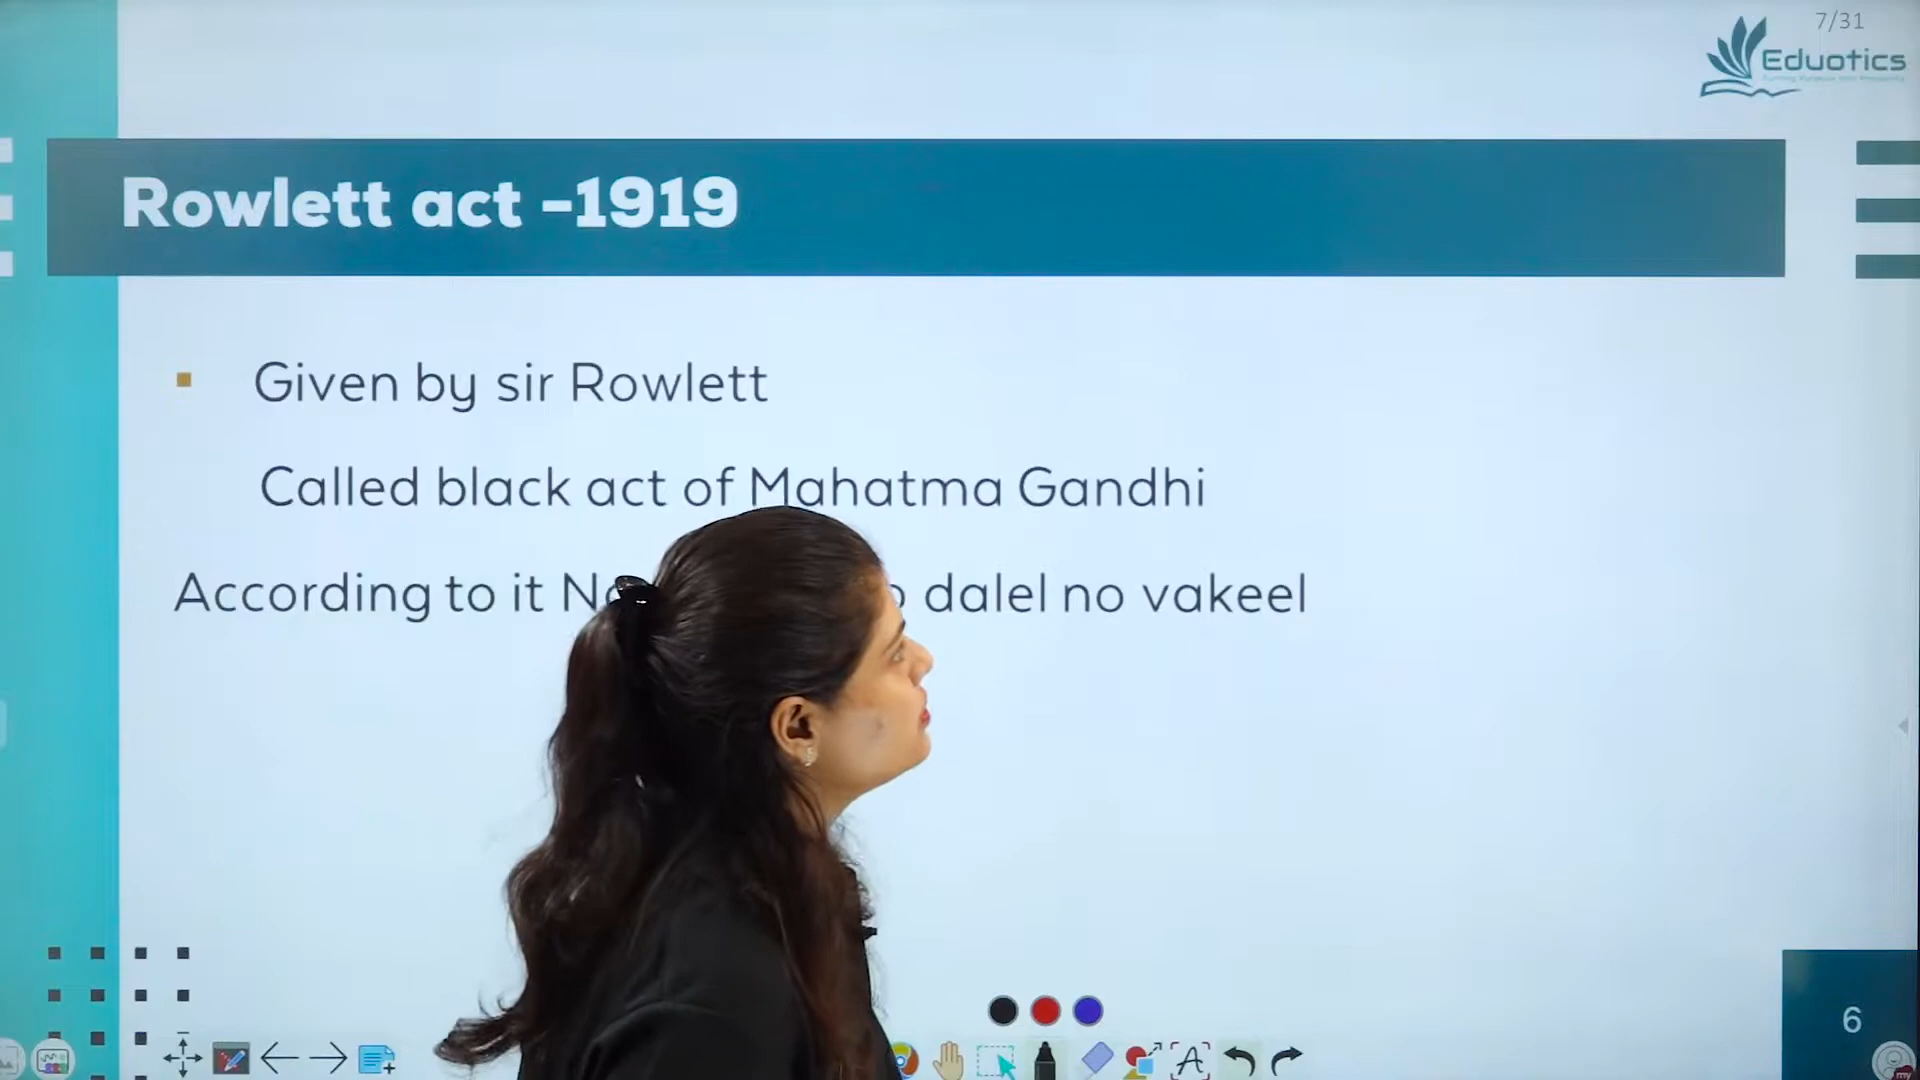 7/31
Eduotics
Rowlett act -1919
Given by sir Rowlett
Called black act of Mahatma Gandhi
According to it dalel no vakeel
6